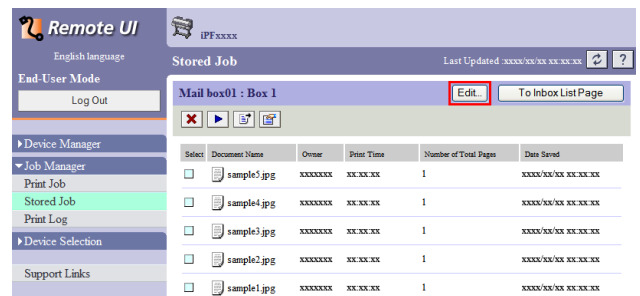 Remote UI
iPFxxxx
English language
Stored Job
Last Updated :xxxx/xx/xx xx:xx:xx
?
End-User Mode
Log Out
Mail box01 : Box 1
Edit...
To Inbox List Page
Device Manager
Job Manager
Print Job
Stored Job
Print Log
Device Selection
Support Links
Select Document Name Owner Print Time Number of Total Pages Date Saved
sample5.jpg xxxxxxx xx:xx:xx 1 xxxx/xx/xx xx:xx:xx
sample4.jpg xxxxxxx xx:xx:xx 1 xxxx/xx/xx xx:xx:xx
sample3.jpg xxxxxxx xx:xx:xx 1 xxxx/xx/xx xx:xx:xx
sample2.jpg xxxxxxx xx:xx:xx 1 xxxx/xx/xx xx:xx:xx
sample1.jpg xxxxxxx xx:xx:xx 1 xxxx/xx/xx xx:xx:xx